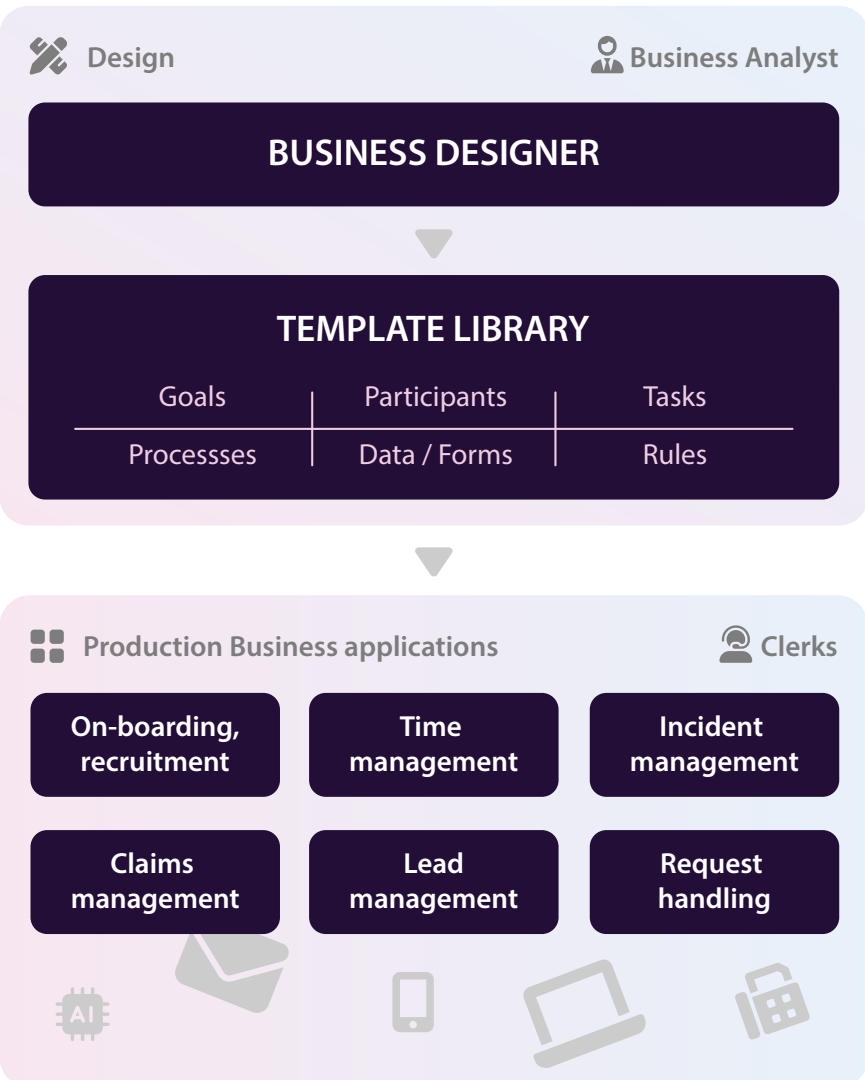 Design
Business Analyst
BUSINESS DESIGNER
TEMPLATE LIBRARY
Goals
Participants
Tasks
Processses
Data / Forms
Rules
Production Business applications
Clerks
On-boarding,
recruitment
Time
management
Incident
management
Claims
management
Lead
management
Request
handling
AI